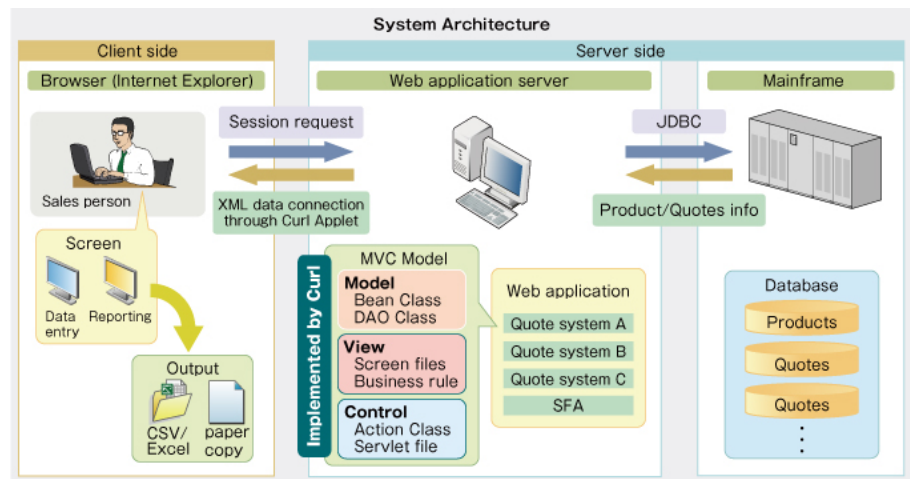 System Architecture
Client side
Server side
Browser (Internet Explorer)
Web application server
Mainframe
Session request
JDBC
Sales person
XML data connection
through Curl Applet
Product/Quotes info
Screen
Data
entry
Reporting
Output
CSV/
Excel
paper
copy
Implemented by Curl
MVC Model
Model
Bean Class
DAO Class
View
Screen files
Business rule
Control
Action Class
Servlet file
Web application
Quote system A
Quote system B
Quote system C
SFA
Database
Products
Quotes
Quotes